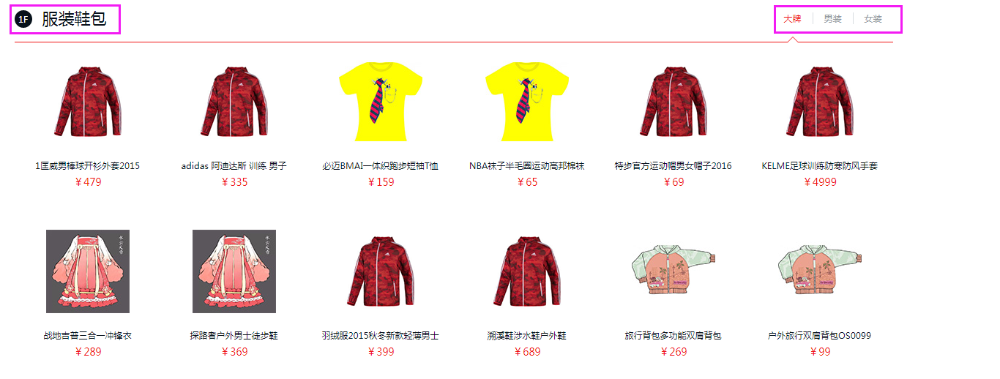 1F 服装鞋包
大牌 男装 女装
1匡威男棒球开衫外套2015 adidas 阿迪达斯 训练 男子 必迈BMAI一体织跑步短袖T恤 NBA袜子半毛圈运动高邦棉袜 特步官方运动帽男女帽子2016 KELME足球训练防寒防风手套
¥479 ¥335 ¥159 ¥65 ¥69 ¥4999
战地吉普三合一冲锋衣 探路者户外男士徒步鞋 羽绒服2015秋冬新款轻薄男士 溯溪鞋涉水鞋户外鞋 旅行背包多功能双肩背包 户外旅行双肩背包OS0099
¥289 ¥369 ¥399 ¥689 ¥269 ¥99